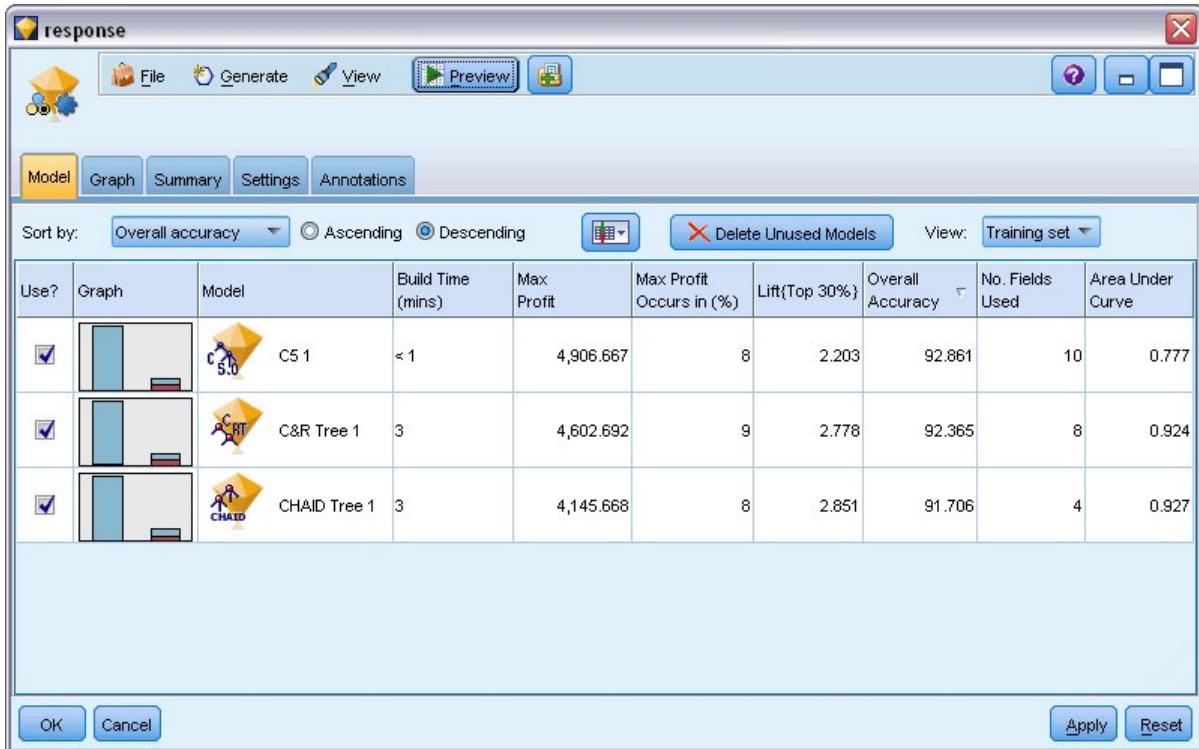 response
File Generate View Preview
Model Graph Summary Settings Annotations
Sort by: Overall accuracy Ascending Descending Delete Unused Models View: Training set
Use? Graph Model Build Time (mins) Max Profit Max Profit Occurs in (%) Lift{Top 30%} Overall Accuracy No. Fields Used Area Under Curve
C 5.0 C5 1 < 1 4,906.667 8 2.203 92.861 10 0.777
C RT C&R Tree 1 3 4,602.692 9 2.778 92.365 8 0.924
CHAID CHAID Tree 1 3 4,145.668 8 2.851 91.706 4 0.927
OK Cancel Apply Reset